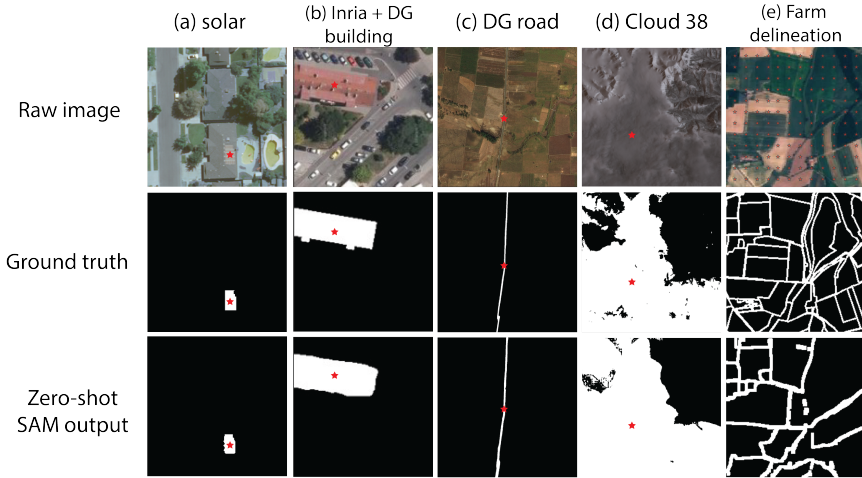 (a) solar
(b) Inria + DG
building
(c) DG road
(d) Cloud 38
(e) Farm
delineation
Raw image
Ground truth
Zero-shot
SAM output